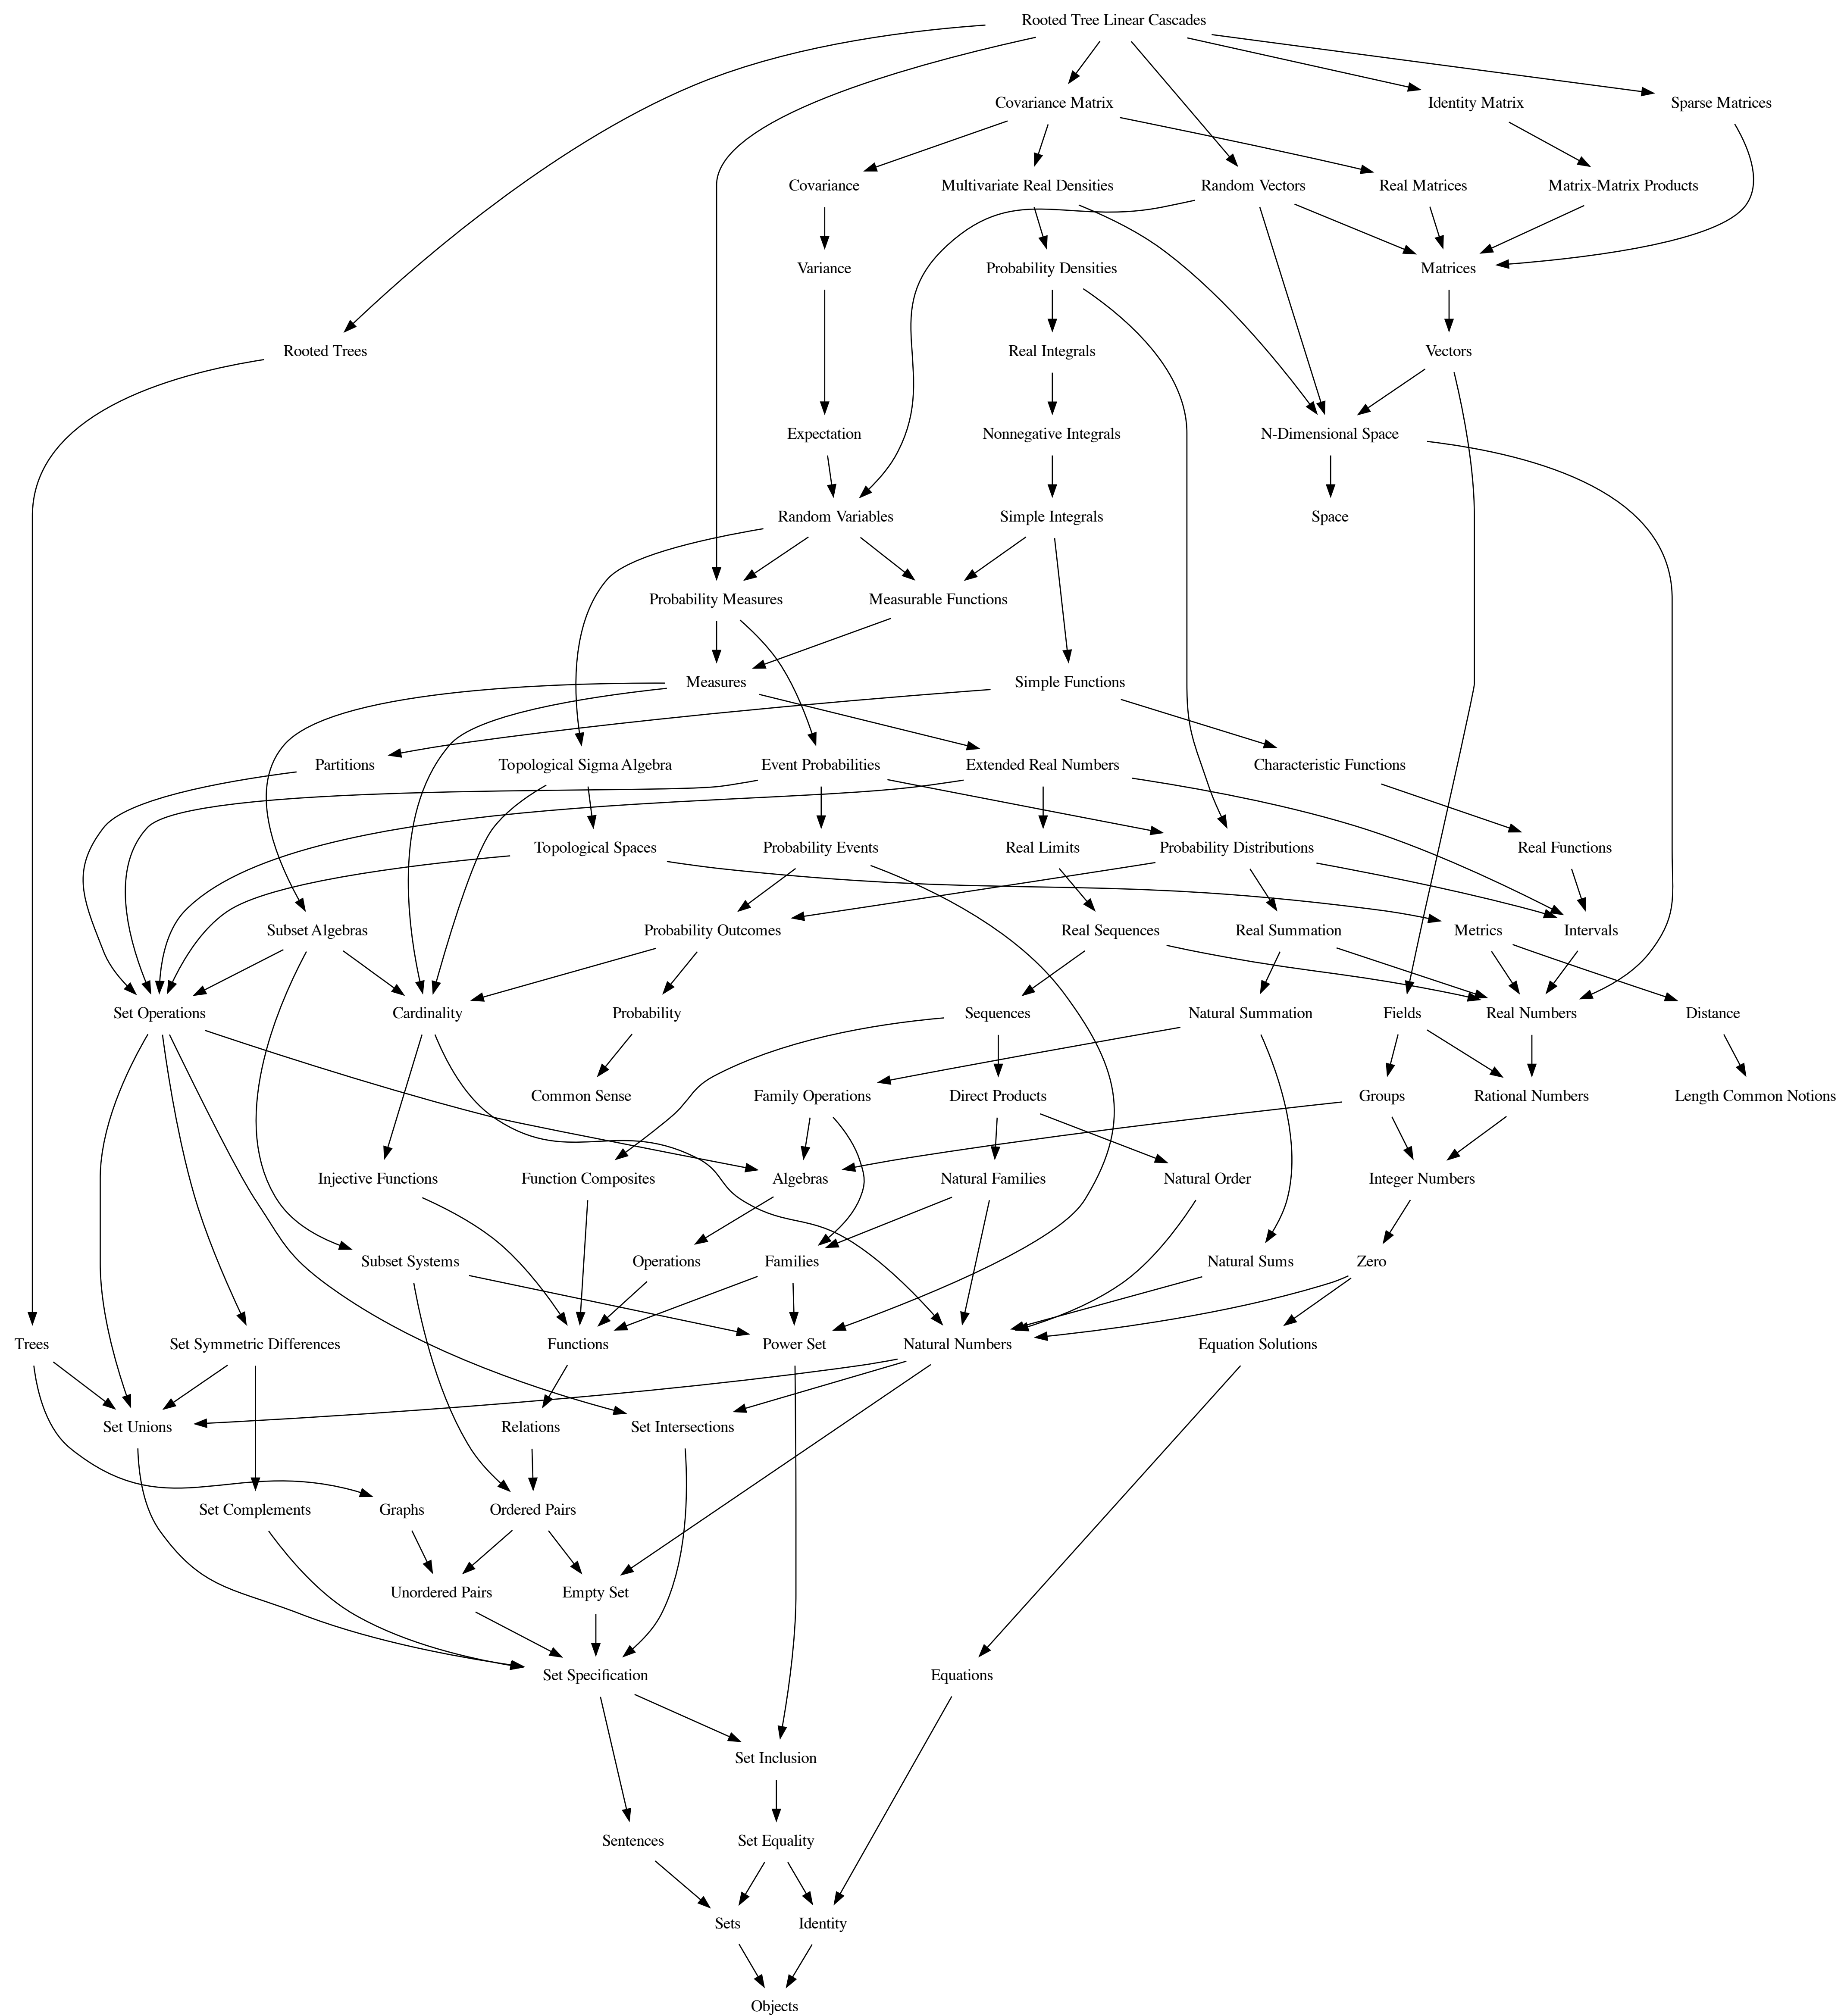 Rooted Tree Linear Cascades
Covariance Matrix
Identity Matrix
Sparse Matrices
Covariance
Multivariate Real Densities
Random Vectors
Real Matrices
Matrix-Matrix Products
Variance
Probability Densities
Matrices
Rooted Trees
Real Integrals
Vectors
Expectation
Nonnegative Integrals
N-Dimensional Space
Random Variables
Simple Integrals
Space
Probability Measures
Measurable Functions
Measures
Simple Functions
Partitions
Topological Sigma Algebra
Event Probabilities
Extended Real Numbers
Characteristic Functions
Topological Spaces
Probability Events
Real Limits
Probability Distributions
Real Functions
Subset Algebras
Probability Outcomes
Real Sequences
Real Summation
Metrics
Intervals
Set Operations
Cardinality
Probability
Sequences
Natural Summation
Fields
Real Numbers
Distance
Common Sense
Family Operations
Direct Products
Groups
Rational Numbers
Length Common Notions
Injective Functions
Function Composites
Algebras
Natural Families
Natural Order
Integer Numbers
Subset Systems
Operations
Families
Natural Sums
Zero
Trees
Set Symmetric Differences
Functions
Power Set
Natural Numbers
Equation Solutions
Set Unions
Relations
Set Intersections
Set Complements
Graphs
Ordered Pairs
Unordered Pairs
Empty Set
Set Specification
Equations
Set Inclusion
Sentences
Set Equality
Sets
Identity
Objects